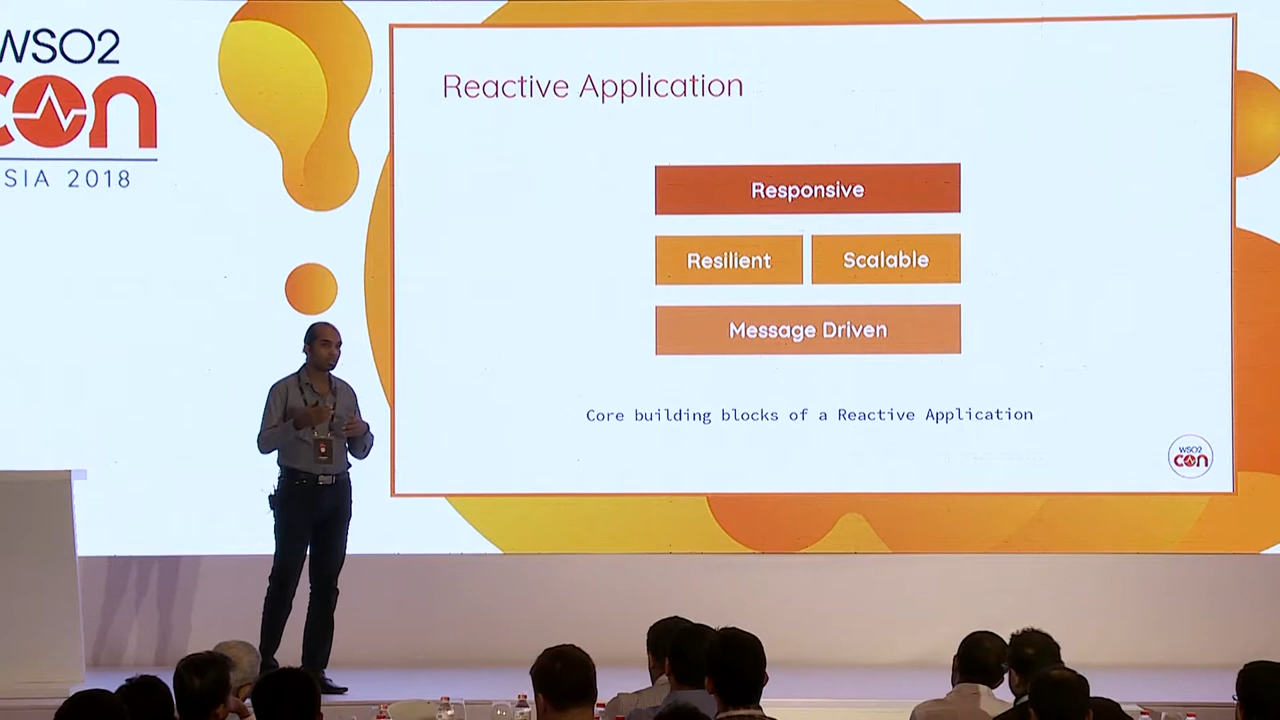 WSO2
con
SIA 2018
Reactive Application
Responsive
Resilient
Scalable
Message Driven
Core building blocks of a Reactive Application
WSO2
con